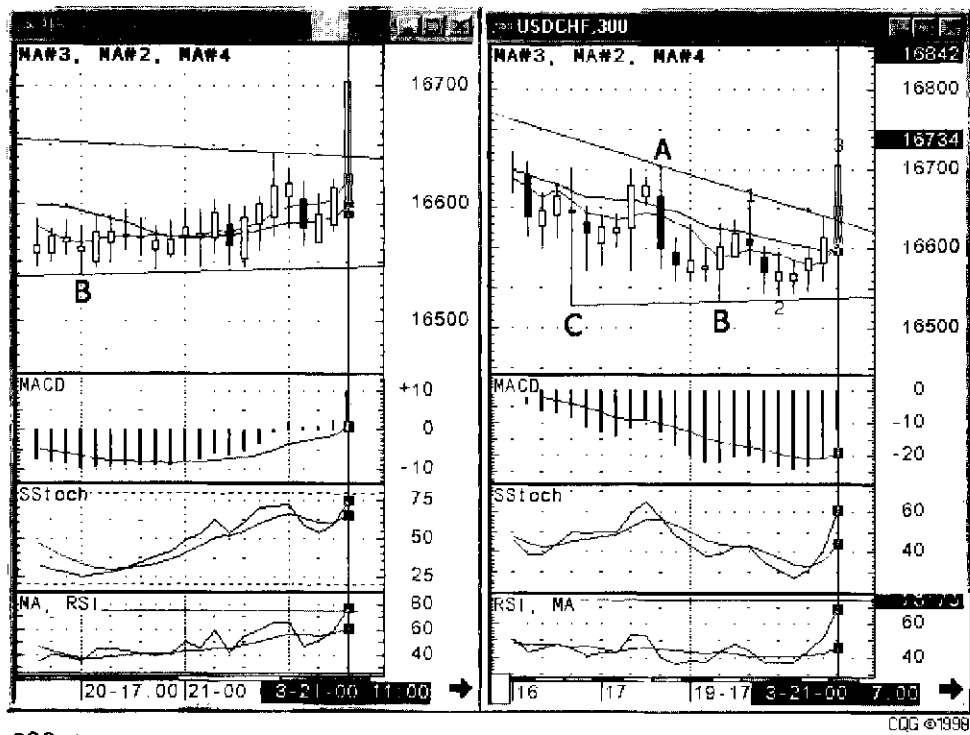 USDCHF,300
MA#3, MA#2, MA#4
16700
16600
16500
B
MACD
+10
0
-10
SStoch
75
50
25
MA, RSI
80
60
40
20-17.00 21-00 3-21-00 11:00
MA#3, MA#2, MA#4
16842
16800
16734
16700
16600
16500
A
1
3
C
B
2
MACD
0
-10
-20
SStoch
60
40
RSI, MA
60
40
16 17 19-17 3-21-00 7.00
CQG ©1998